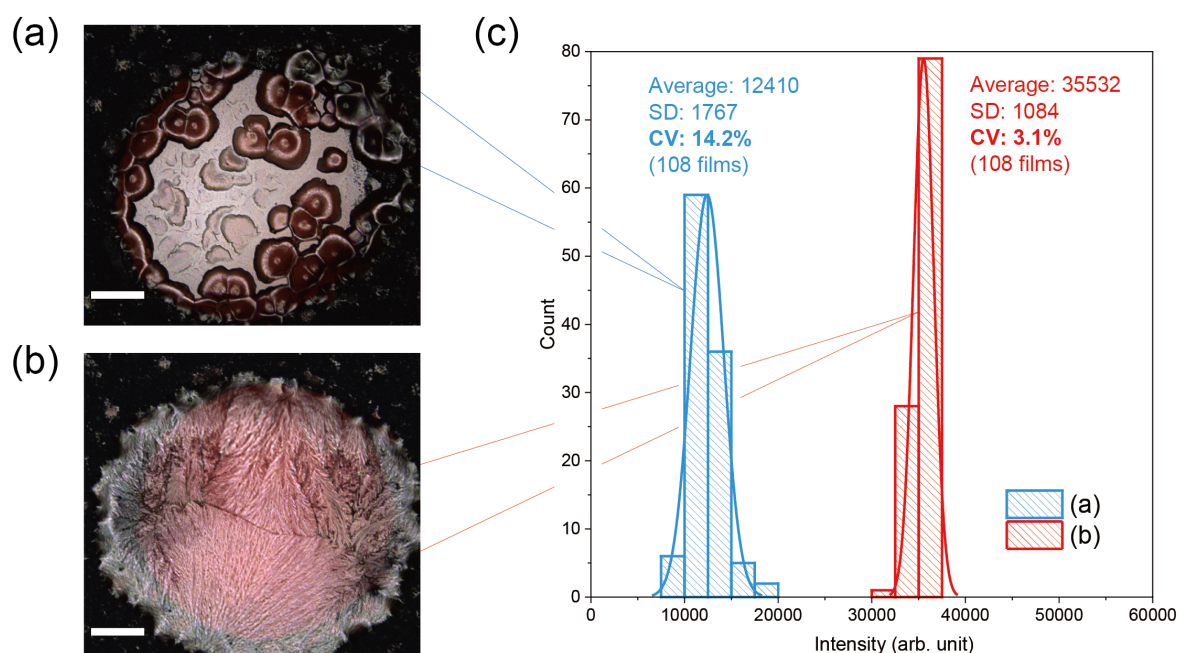 (a)
(b)
(c)
80
70
60
50
40
30
20
10
0
Count
Average: 12410
SD: 1767
CV: 14.2%
(108 films)
Average: 35532
SD: 1084
CV: 3.1%
(108 films)
(a)
(b)
0 10000 20000 30000 40000 50000 60000
Intensity (arb. unit)